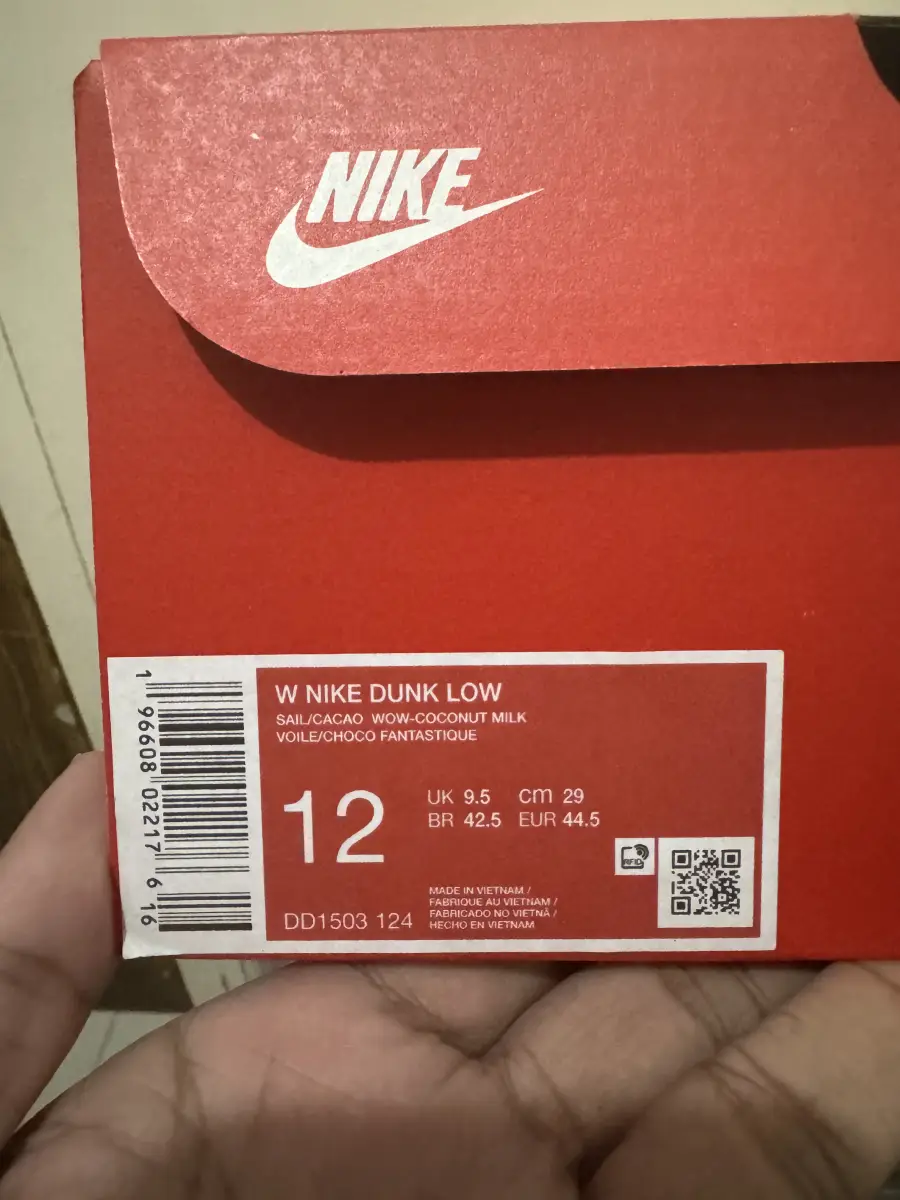 NIKE
W NIKE DUNK LOW
SAIL/CACAO WOW-COCONUT MILK
VOILE/CHOCO FANTASTIQUE
12
UK 9.5 cm 29
BR 42.5 EUR 44.5
RFID
MADE IN VIETNAM /
FABRIQUE AU VIETNAM /
FABRICADO NO VIETNÃ /
HECHO EN VIETNAM
DD1503 124
1 96608 02217 6 16